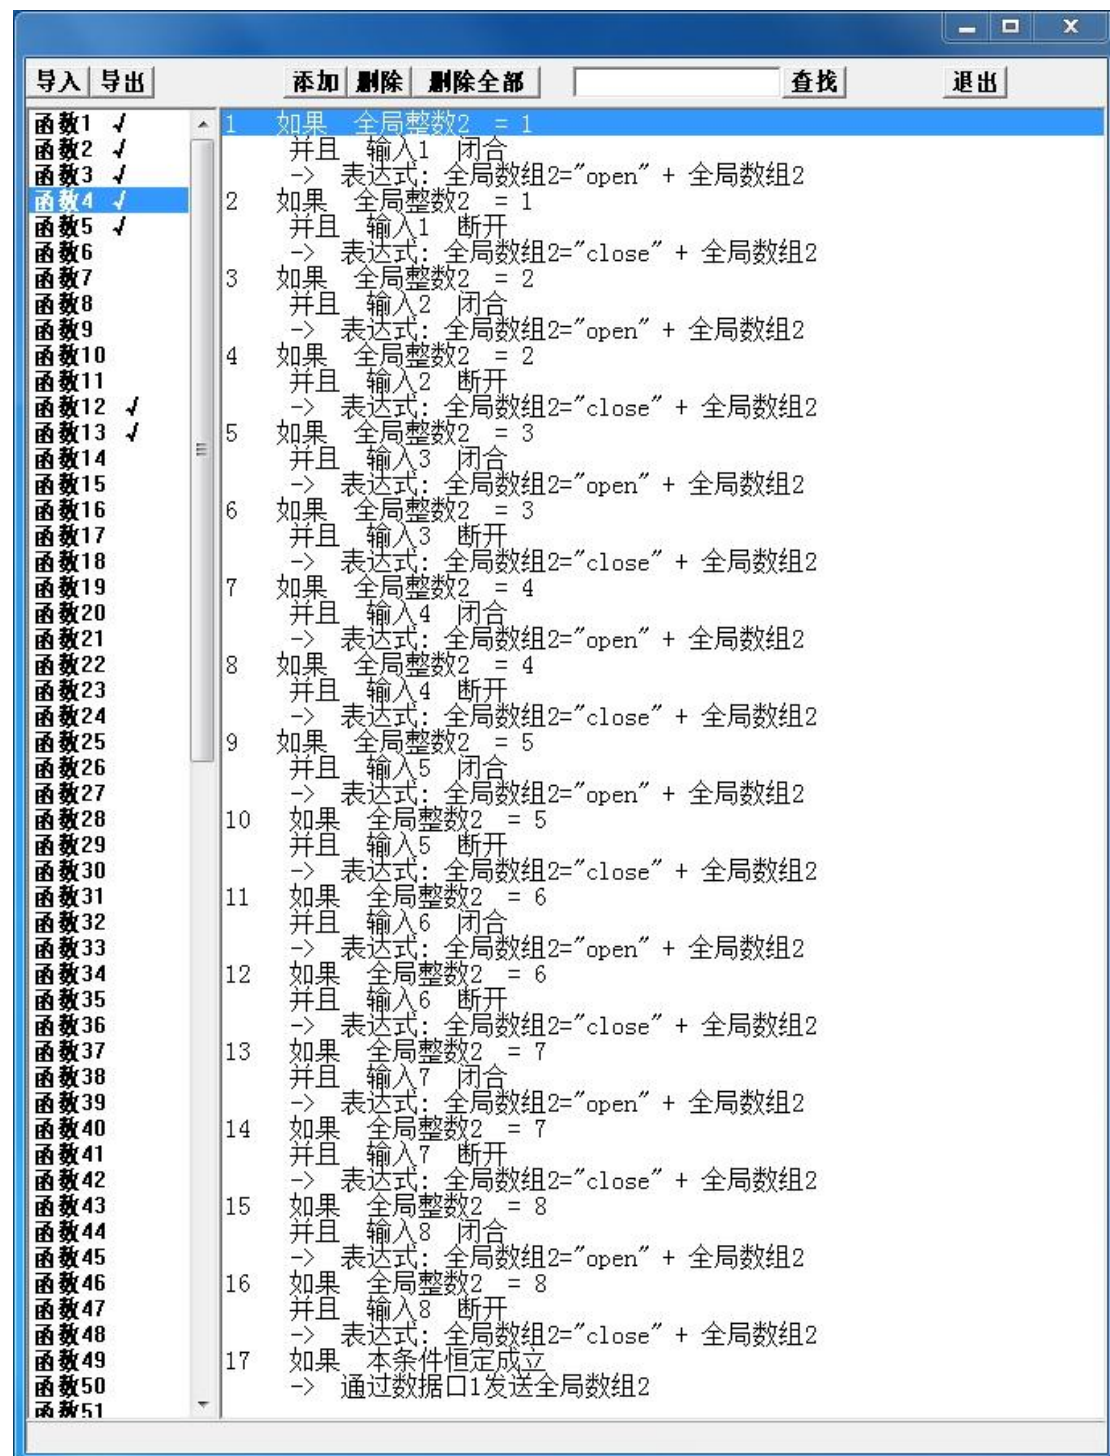 导入 导出 添加 删除 删除全部 查找 退出
函数1 √
函数2 √
函数3 √
函数4 √
函数5 √
函数6
函数7
函数8
函数9
函数10
函数11
函数12 √
函数13 √
函数14
函数15
函数16
函数17
函数18
函数19
函数20
函数21
函数22
函数23
函数24
函数25
函数26
函数27
函数28
函数29
函数30
函数31
函数32
函数33
函数34
函数35
函数36
函数37
函数38
函数39
函数40
函数41
函数42
函数43
函数44
函数45
函数46
函数47
函数48
函数49
函数50
函数51
1 如果 全局整数2 = 1
并且 输入1 闭合
-> 表达式: 全局数组2="open" + 全局数组2
2 如果 全局整数2 = 1
并且 输入1 断开
-> 表达式: 全局数组2="close" + 全局数组2
3 如果 全局整数2 = 2
并且 输入2 闭合
-> 表达式: 全局数组2="open" + 全局数组2
4 如果 全局整数2 = 2
并且 输入2 断开
-> 表达式: 全局数组2="close" + 全局数组2
5 如果 全局整数2 = 3
并且 输入3 闭合
-> 表达式: 全局数组2="open" + 全局数组2
6 如果 全局整数2 = 3
并且 输入3 断开
-> 表达式: 全局数组2="close" + 全局数组2
7 如果 全局整数2 = 4
并且 输入4 闭合
-> 表达式: 全局数组2="open" + 全局数组2
8 如果 全局整数2 = 4
并且 输入4 断开
-> 表达式: 全局数组2="close" + 全局数组2
9 如果 全局整数2 = 5
并且 输入5 闭合
-> 表达式: 全局数组2="open" + 全局数组2
10 如果 全局整数2 = 5
并且 输入5 断开
-> 表达式: 全局数组2="close" + 全局数组2
11 如果 全局整数2 = 6
并且 输入6 闭合
-> 表达式: 全局数组2="open" + 全局数组2
12 如果 全局整数2 = 6
并且 输入6 断开
-> 表达式: 全局数组2="close" + 全局数组2
13 如果 全局整数2 = 7
并且 输入7 闭合
-> 表达式: 全局数组2="open" + 全局数组2
14 如果 全局整数2 = 7
并且 输入7 断开
-> 表达式: 全局数组2="close" + 全局数组2
15 如果 全局整数2 = 8
并且 输入8 闭合
-> 表达式: 全局数组2="open" + 全局数组2
16 如果 全局整数2 = 8
并且 输入8 断开
-> 表达式: 全局数组2="close" + 全局数组2
17 如果 本条件恒定成立
-> 通过数据口1发送全局数组2